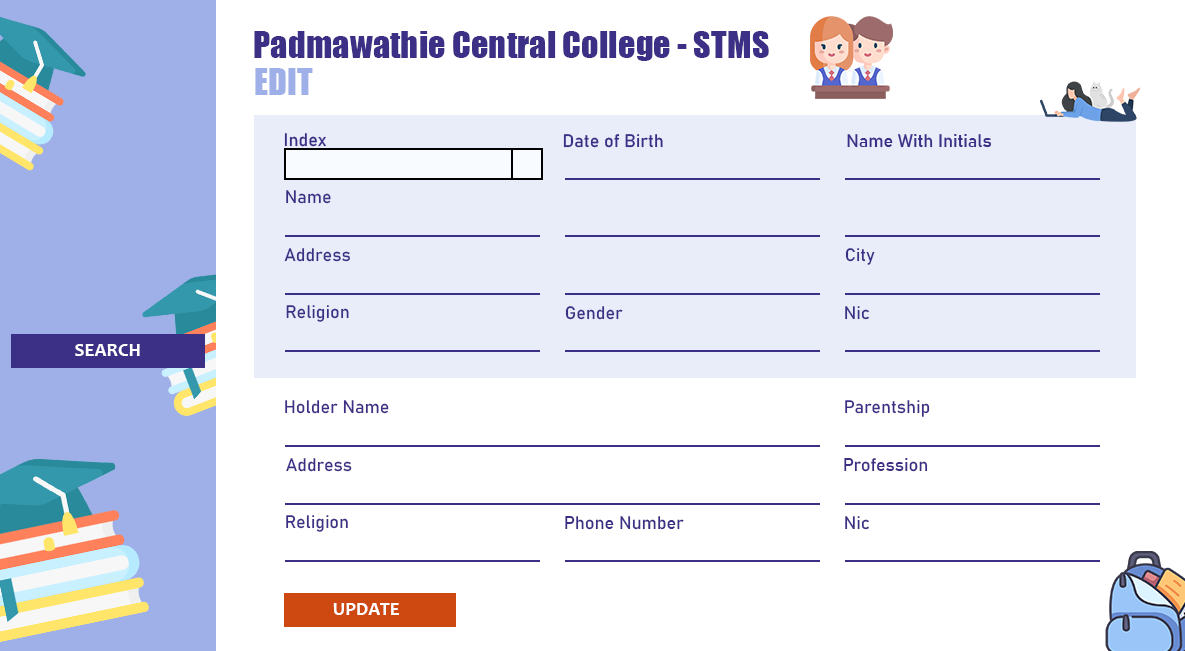 Padmawathie Central College - STMS
EDIT
Index
Date of Birth
Name With Initials
Name
Address
City
Religion
Gender
Nic
SEARCH
Holder Name
Parentship
Address
Profession
Religion
Phone Number
Nic
UPDATE